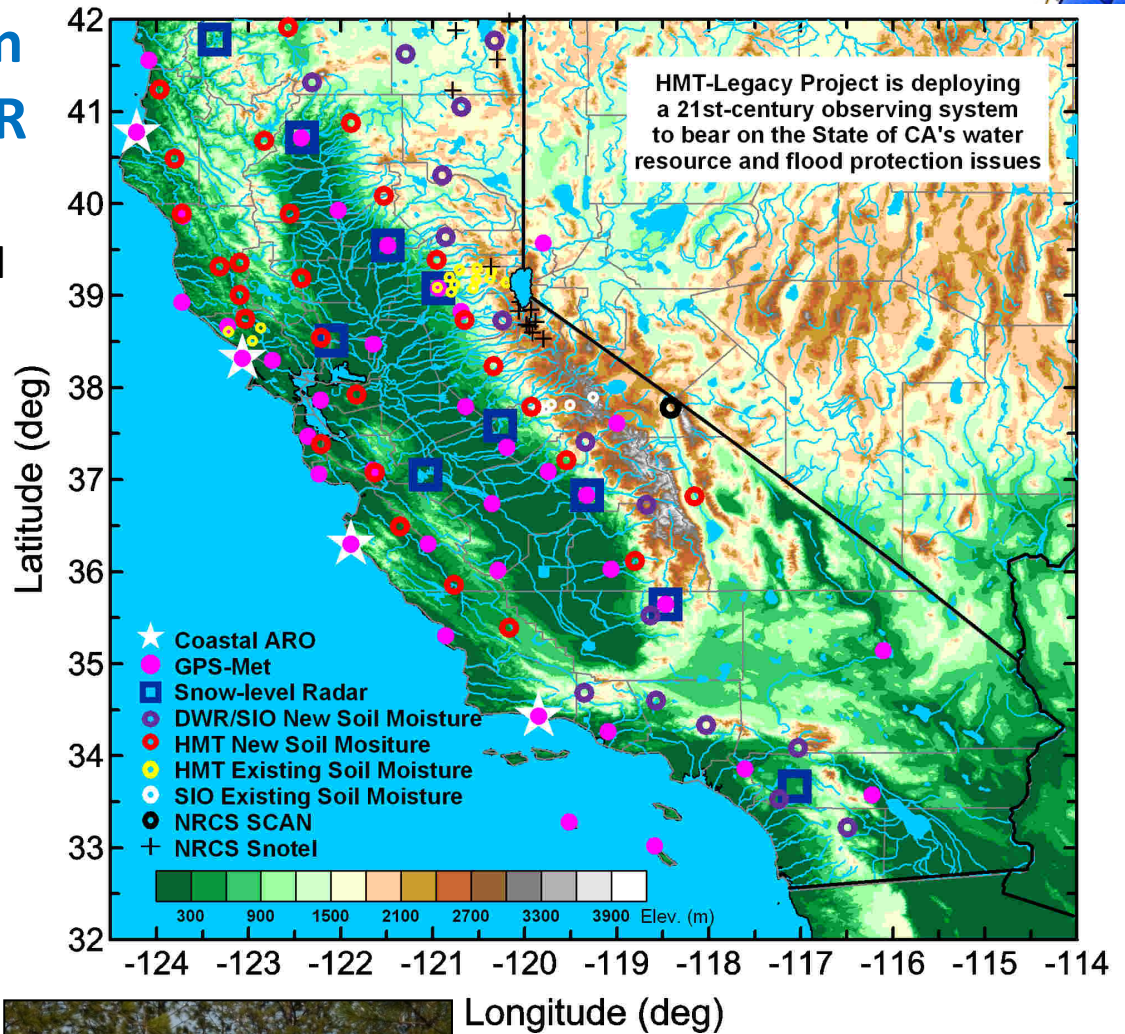 n
R
l
HMT-Legacy Project is deploying
a 21st-century observing system
to bear on the State of CA's water
resource and flood protection issues
42
41
40
39
38
37
36
35
34
33
32
Latitude (deg)
Coastal ARO
GPS-Met
Snow-level Radar
DWR/SIO New Soil Moisture
HMT New Soil Mositure
HMT Existing Soil Moisture
SIO Existing Soil Moisture
NRCS SCAN
NRCS Snotel
300 900 1500 2100 2700 3300 3900 Elev. (m)
-124 -123 -122 -121 -120 -119 -118 -117 -116 -115 -114
Longitude (deg)